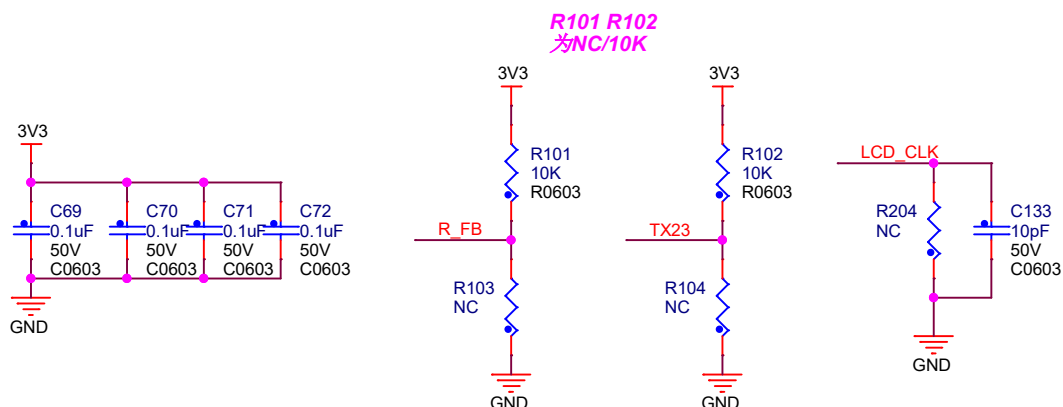 R101 R102
为NC/10K
3V3
C69
0.1uF
50V
C0603
C70
0.1uF
50V
C0603
C71
0.1uF
50V
C0603
C72
0.1uF
50V
C0603
GND
3V3
R101
10K
R0603
R_FB
R103
NC
GND
3V3
R102
10K
R0603
TX23
R104
NC
GND
LCD_CLK
R204
NC
C133
10pF
50V
C0603
GND